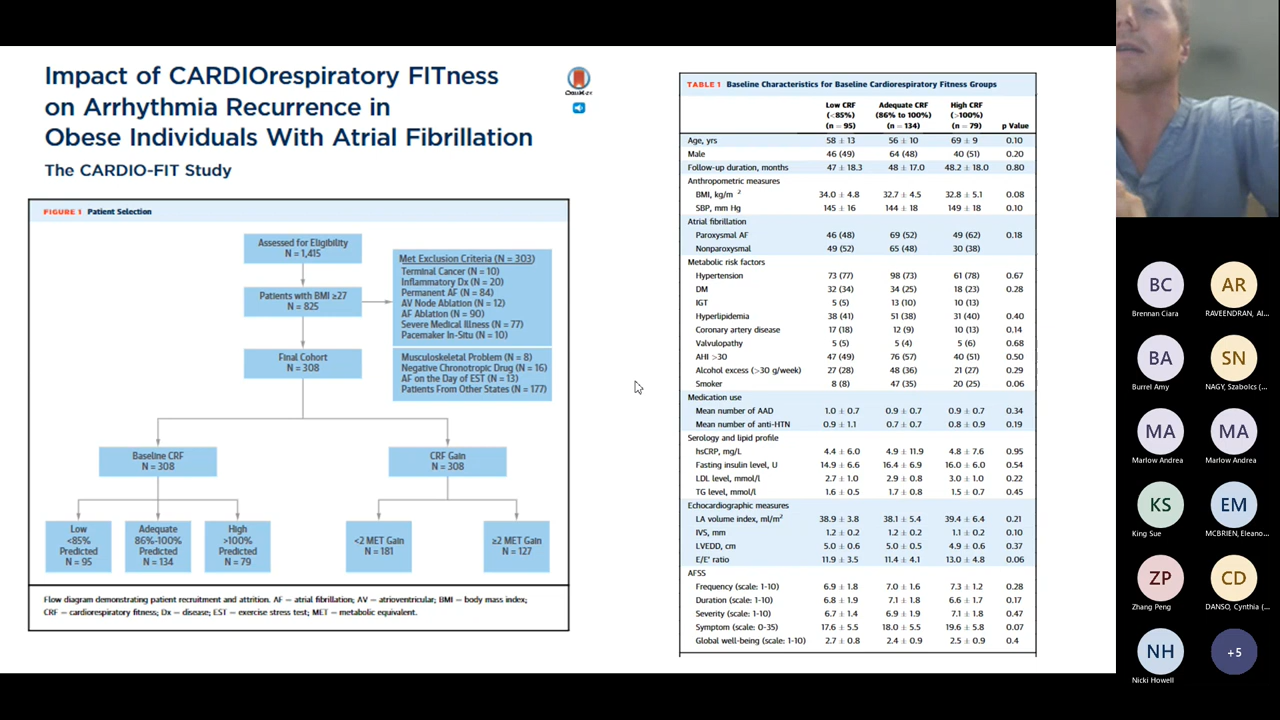 Impact of CARDIOrespiratory FITness
on Arrhythmia Recurrence in
Obese Individuals With Atrial Fibrillation
The CARDIO-FIT Study
FIGURE 1 Patient Selection
Assessed for Eligibility
N = 1,415
Patients with BMI ≥27
N = 825
Met Exclusion Criteria (N = 303)
Terminal Cancer (N = 10)
Inflammatory Dx (N = 20)
Permanent AF (N = 84)
AV Node Ablation (N = 12)
AF Ablation (N = 90)
Severe Medical Illness (N = 77)
Pacemaker In-Situ (N = 10)
Final Cohort
N = 308
Musculoskeletal Problem (N = 8)
Negative Chronotropic Drug (N = 16)
AF on the Day of EST (N = 13)
Patients From Other States (N = 177)
Baseline CRF
N = 308
CRF Gain
N = 308
Low
<85%
Predicted
N = 95
Adequate
86%-100%
Predicted
N = 134
High
>100%
Predicted
N = 79
<2 MET Gain
N = 181
≥2 MET Gain
N = 127
Flow diagram demonstrating patient recruitment and attrition. AF = atrial fibrillation; AV = atrioventricular; BMI = body mass index;
CRF = cardiorespiratory fitness; Dx = disease; EST = exercise stress test; MET = metabolic equivalent.
TABLE 1 Baseline Characteristics for Baseline Cardiorespiratory Fitness Groups
Low CRF (<85%) (n = 95) Adequate CRF (86% to 100%) (n = 134) High CRF (>100%) (n = 79) p Value
Age, yrs 58 ± 13 56 ± 10 69 ± 9 0.10
Male 46 (49) 64 (48) 40 (51) 0.20
Follow-up duration, months 47 ± 18.3 48 ± 17.0 48.2 ± 18.0 0.80
Anthropometric measures
BMI, kg/m 2 34.0 ± 4.8 32.7 ± 4.5 32.8 ± 5.1 0.08
SBP, mm Hg 145 ± 16 144 ± 18 149 ± 18 0.10
Atrial fibrillation
Paroxysmal AF 46 (48) 69 (52) 49 (62) 0.18
Nonparoxysmal 49 (52) 65 (48) 30 (38)
Metabolic risk factors
Hypertension 73 (77) 98 (73) 61 (78) 0.67
DM 32 (34) 34 (25) 18 (23) 0.28
IGT 5 (5) 13 (10) 10 (13)
Hyperlipidemia 38 (41) 51 (38) 31 (40) 0.40
Coronary artery disease 17 (18) 12 (9) 10 (13) 0.14
Valvulopathy 5 (5) 5 (4) 5 (6) 0.68
AHI >30 47 (49) 76 (57) 40 (51) 0.50
Alcohol excess (>30 g/week) 27 (28) 48 (36) 21 (27) 0.29
Smoker 8 (8) 47 (35) 20 (25) 0.06
Medication use
Mean number of AAD 1.0 ± 0.7 0.9 ± 0.7 0.9 ± 0.7 0.34
Mean number of anti-HTN 0.9 ± 1.1 0.7 ± 0.7 0.8 ± 0.9 0.19
Serology and lipid profile
hsCRP, mg/L 4.4 ± 6.0 4.9 ± 11.9 4.8 ± 7.6 0.95
Fasting insulin level, U 14.9 ± 6.6 16.4 ± 6.9 16.0 ± 6.0 0.54
LDL level, mmol/l 2.7 ± 1.0 2.9 ± 0.8 3.0 ± 1.0 0.22
TG level, mmol/l 1.6 ± 0.5 1.7 ± 0.8 1.5 ± 0.7 0.45
Echocardiographic measures
LA volume index, ml/m2 38.9 ± 3.8 38.1 ± 5.4 39.4 ± 6.4 0.21
IVS, mm 1.2 ± 0.2 1.2 ± 0.2 1.1 ± 0.2 0.10
LVEDD, cm 5.0 ± 0.6 5.0 ± 0.5 4.9 ± 0.6 0.37
E/E' ratio 11.9 ± 3.5 11.4 ± 4.1 13.0 ± 4.8 0.06
AFSS
Frequency (scale: 1-10) 6.9 ± 1.8 7.0 ± 1.6 7.3 ± 1.2 0.28
Duration (scale: 1-10) 6.8 ± 1.9 7.1 ± 1.8 6.6 ± 1.7 0.17
Severity (scale: 1-10) 6.7 ± 1.4 6.9 ± 1.9 7.1 ± 1.8 0.47
Symptom (scale: 0-35) 17.6 ± 5.5 18.0 ± 5.5 19.6 ± 5.8 0.07
Global well-being (scale: 1-10) 2.7 ± 0.8 2.4 ± 0.9 2.5 ± 0.9 0.4
BC AR
Brennan Ciara RAVEENDRAN, Al...
BA SN
Burrel Amy NAGY, Szabolcs (...
MA MA
Marlow Andrea Marlow Andrea
KS EM
King Sue MCBRIEN, Eleano...
ZP CD
Zhang Peng DANSO, Cynthia (...
NH +5
Nicki Howell